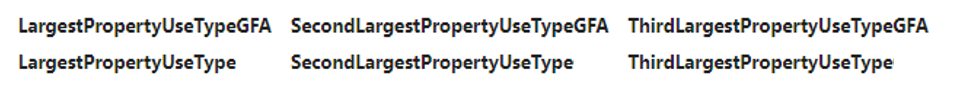 LargestPropertyUseTypeGFA SecondLargestPropertyUseTypeGFA ThirdLargestPropertyUseTypeGFA
LargestPropertyUseType SecondLargestPropertyUseType ThirdLargestPropertyUseType